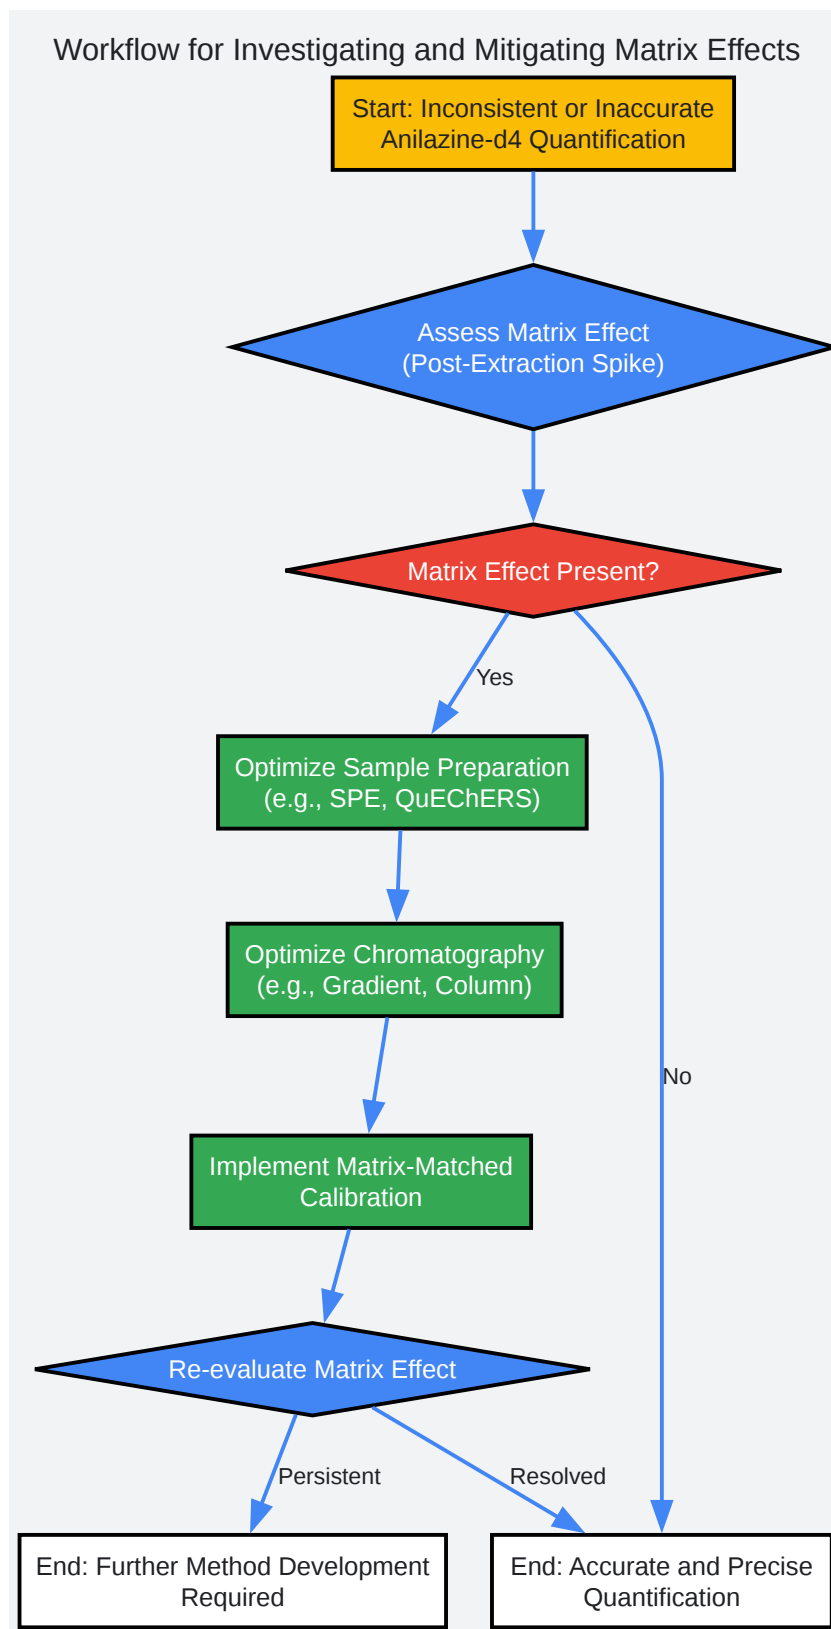 Workflow for Investigating and Mitigating Matrix Effects
Start: Inconsistent or Inaccurate
Anilazine-d4 Quantification
Assess Matrix Effect
(Post-Extraction Spike)
Matrix Effect Present?
Yes
Optimize Sample Preparation
(e.g., SPE, QuEChERS)
Optimize Chromatography
(e.g., Gradient, Column)
No
Implement Matrix-Matched
Calibration
Re-evaluate Matrix Effect
Persistent
Resolved
End: Further Method Development
Required
End: Accurate and Precise
Quantification